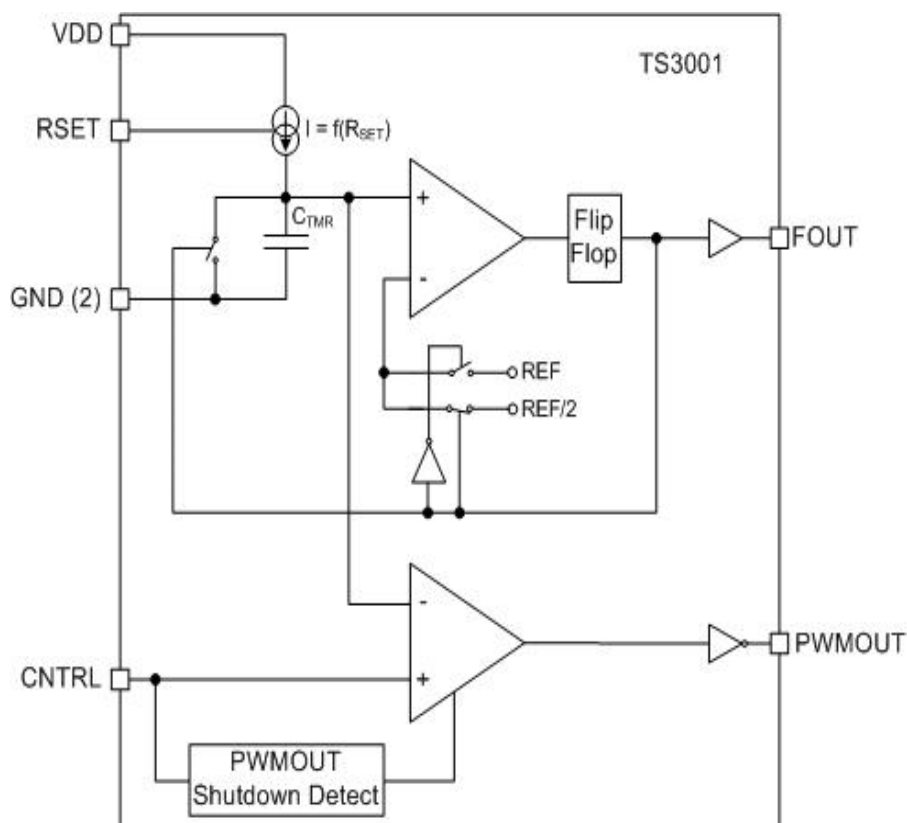 VDD
TS3001
RSET
I = f(RSET)
+
CTMR
Flip
Flop
FOUT
-
GND (2)
REF
REF/2
-
PWMOUT
CNTRL
+
PWMOUT
Shutdown Detect